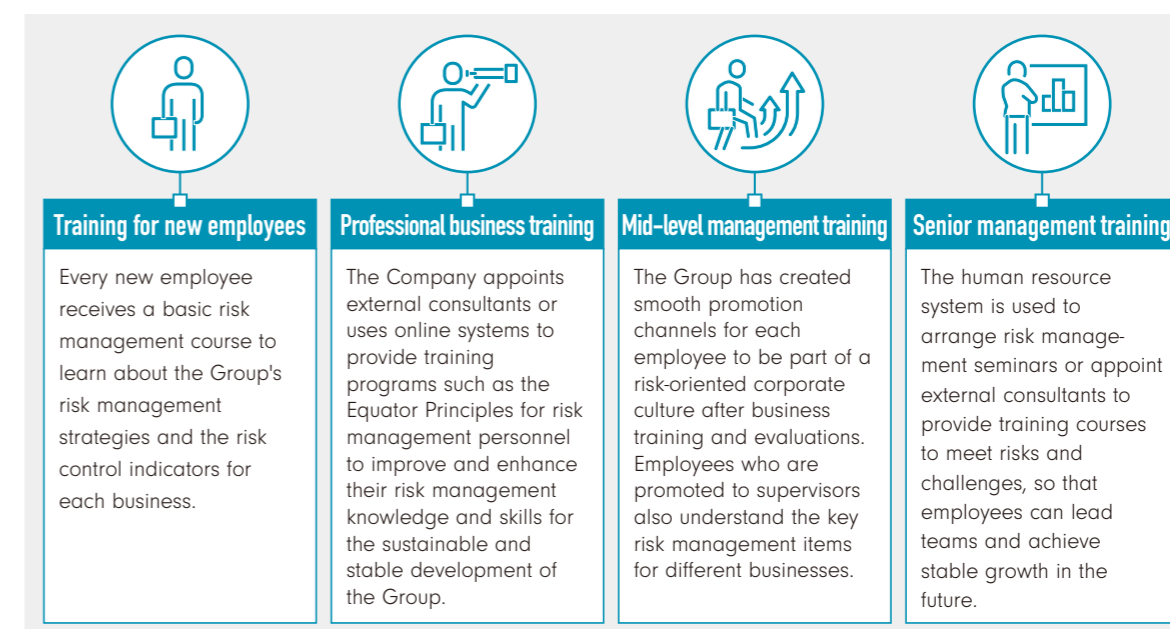 Training for new employees
Every new employee
receives a basic risk
management course to
learn about the Group's
risk management
strategies and the risk
control indicators for
each business.
Professional business training
The Company appoints
external consultants or
uses online systems to
provide training
programs such as the
Equator Principles for risk
management personnel
to improve and enhance
their risk management
knowledge and skills for
the sustainable and
stable development of
the Group.
Mid-level management training
The Group has created
smooth promotion
channels for each
employee to be part of a
risk-oriented corporate
culture after business
training and evaluations.
Employees who are
promoted to supervisors
also understand the key
risk management items
for different businesses.
Senior management training
The human resource
system is used to
arrange risk manage-
ment seminars or appoint
external consultants to
provide training courses
to meet risks and
challenges, so that
employees can lead
teams and achieve
stable growth in the
future.